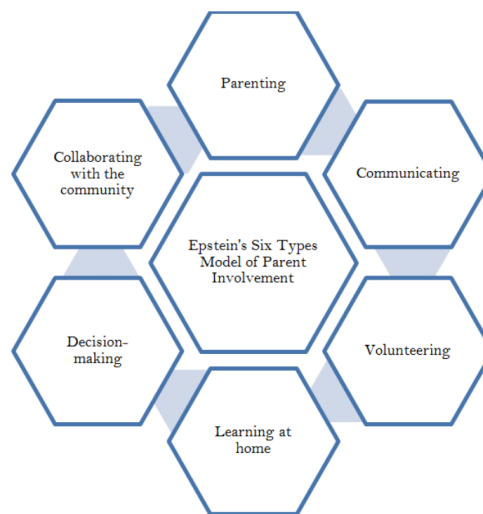 Parenting
Communicating
Volunteering
Learning at
home
Decision-
making
Collaborating
with the
community
Epstein's Six Types
Model of Parent
Involvement